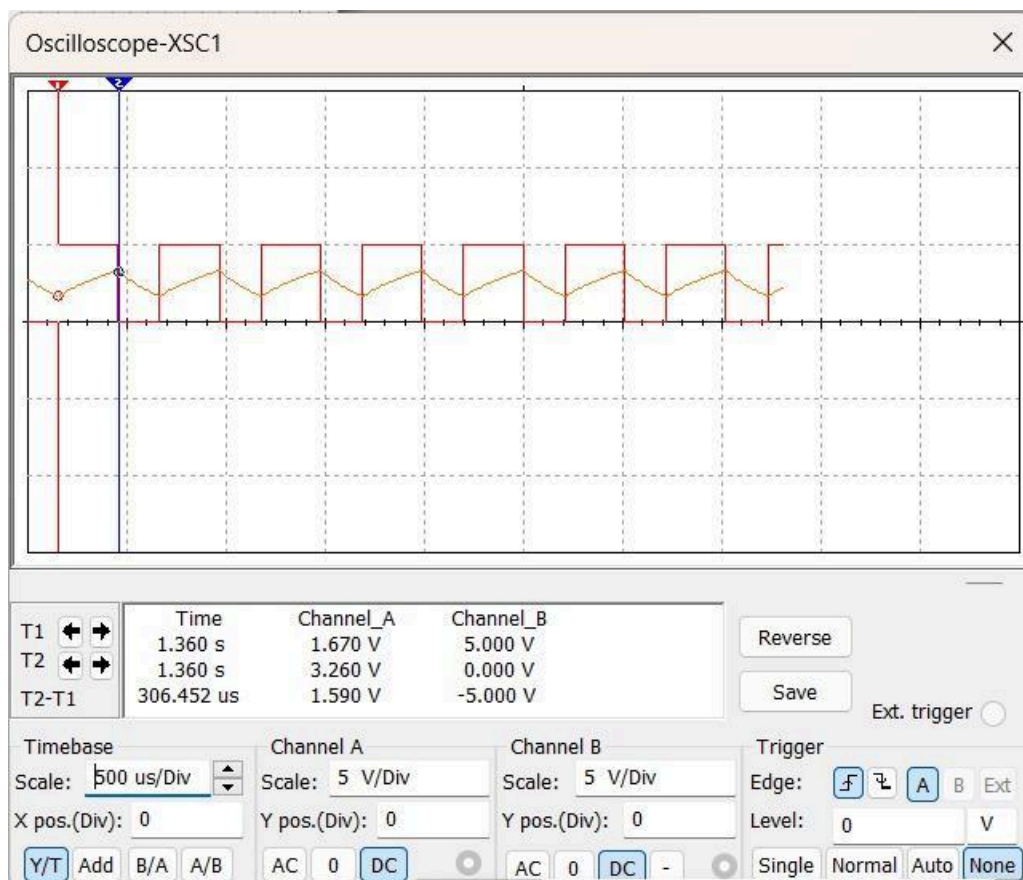 Oscilloscope-XSC1
1
2
Time Channel_A Channel_B
T1 1.360 s 1.670 V 5.000 V
T2 1.360 s 3.260 V 0.000 V
T2-T1 306.452 us 1.590 V -5.000 V
Reverse
Save
Ext. trigger
Timebase
Scale: 500 us/Div
X pos.(Div): 0
Y/T Add B/A A/B
Channel A
Scale: 5 V/Div
Y pos.(Div): 0
AC 0 DC
Channel B
Scale: 5 V/Div
Y pos.(Div): 0
AC 0 DC -
Trigger
Edge: A B Ext
Level: 0 V
Single Normal Auto None